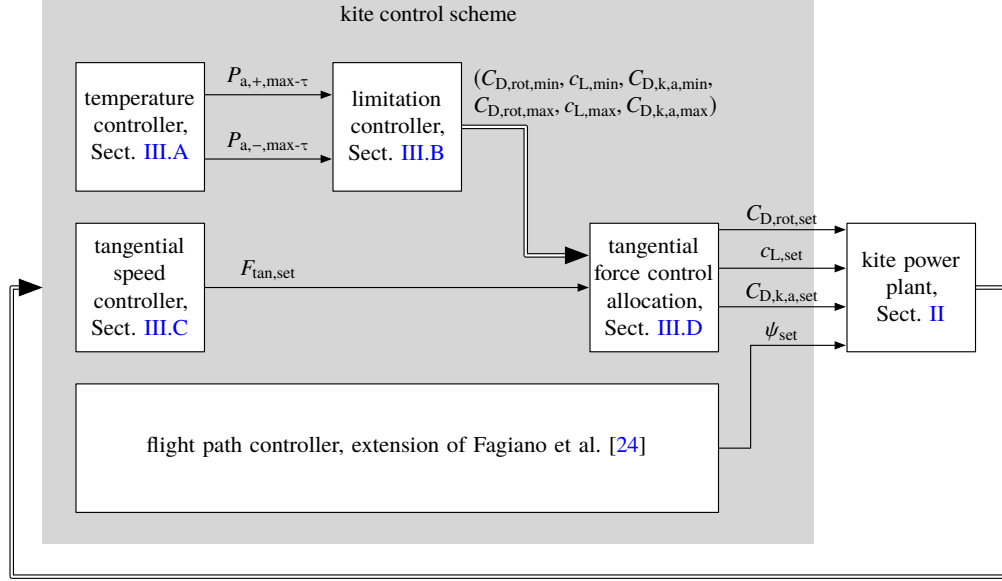 kite control scheme
temperature
controller,
Sect. III.A
P_{a,+,max-τ}
P_{a,−,max-τ}
limitation
controller,
Sect. III.B
(C_{D,rot,min}, c_{L,min}, C_{D,k,a,min},
C_{D,rot,max}, c_{L,max}, C_{D,k,a,max})
tangential
speed
controller,
Sect. III.C
F_{tan,set}
tangential
force control
allocation,
Sect. III.D
C_{D,rot,set}
c_{L,set}
C_{D,k,a,set}
ψ_{set}
kite power
plant,
Sect. II
flight path controller, extension of Fagiano et al. [24]